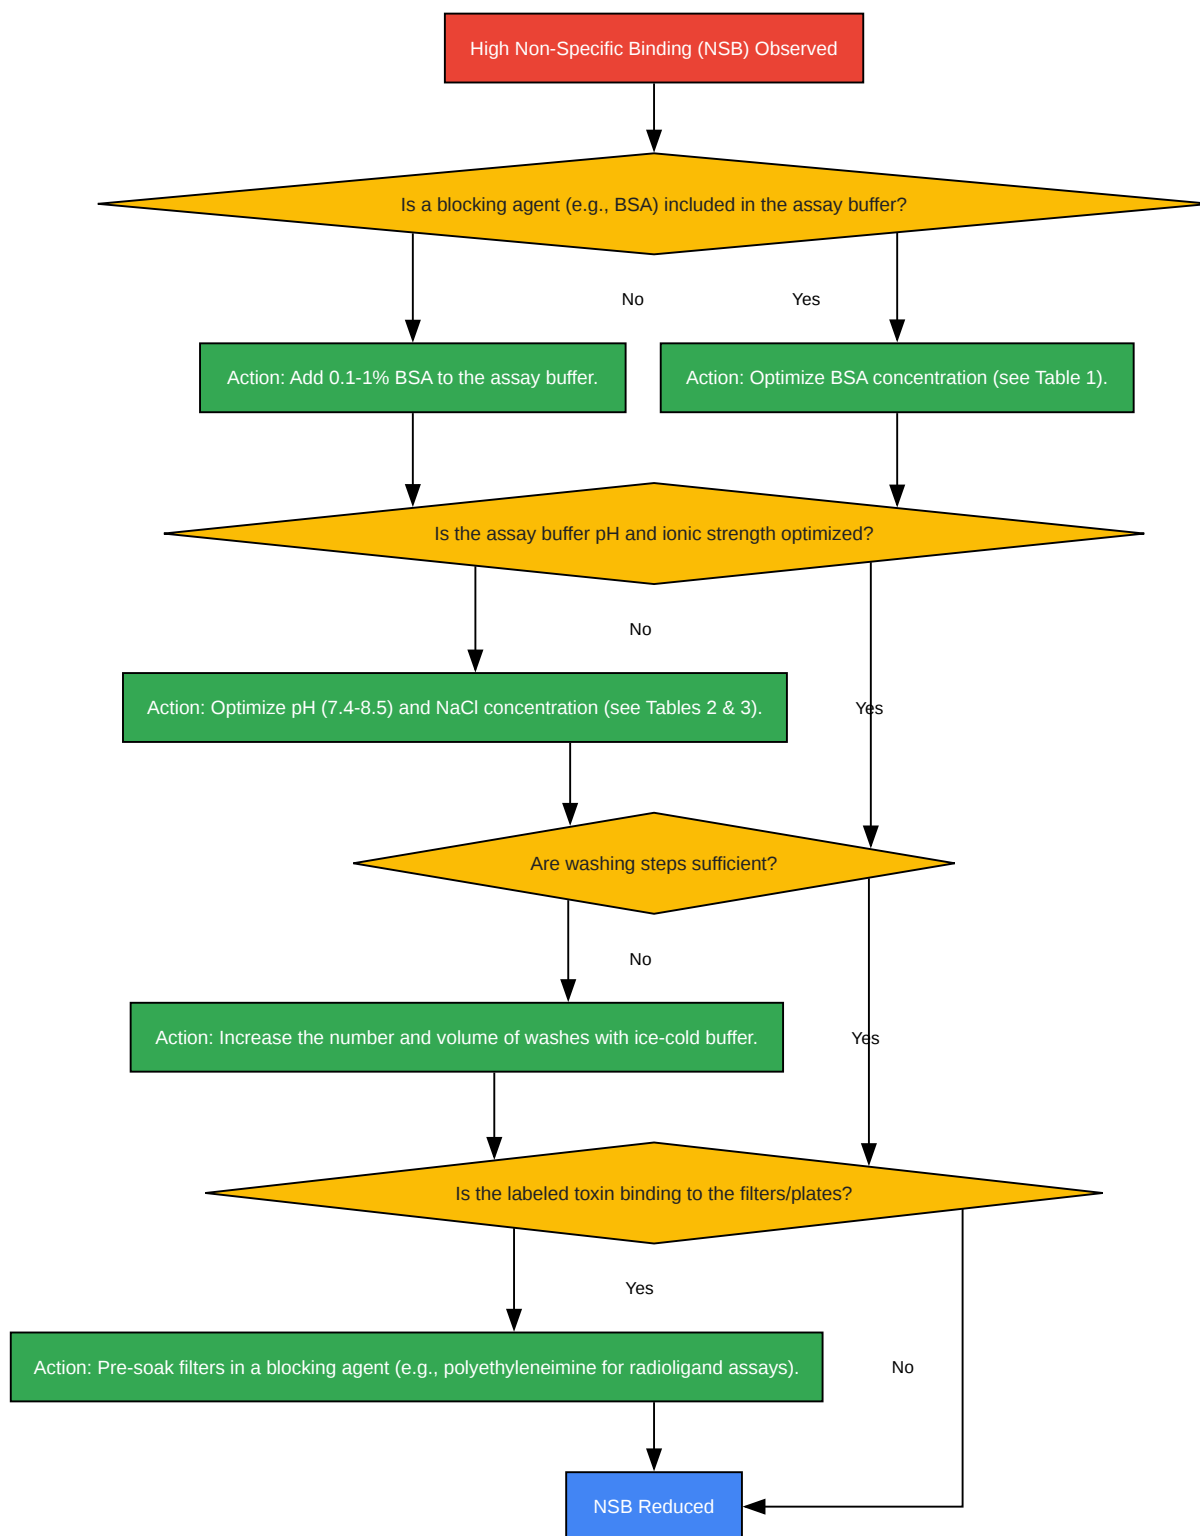 High Non-Specific Binding (NSB) Observed
Is a blocking agent (e.g., BSA) included in the assay buffer?
No
Yes
Action: Add 0.1-1% BSA to the assay buffer.
Action: Optimize BSA concentration (see Table 1).
Is the assay buffer pH and ionic strength optimized?
No
Action: Optimize pH (7.4-8.5) and NaCl concentration (see Tables 2 & 3).
Yes
Are washing steps sufficient?
No
Action: Increase the number and volume of washes with ice-cold buffer.
Yes
Is the labeled toxin binding to the filters/plates?
Yes
Action: Pre-soak filters in a blocking agent (e.g., polyethyleneimine for radioligand assays).
No
NSB Reduced